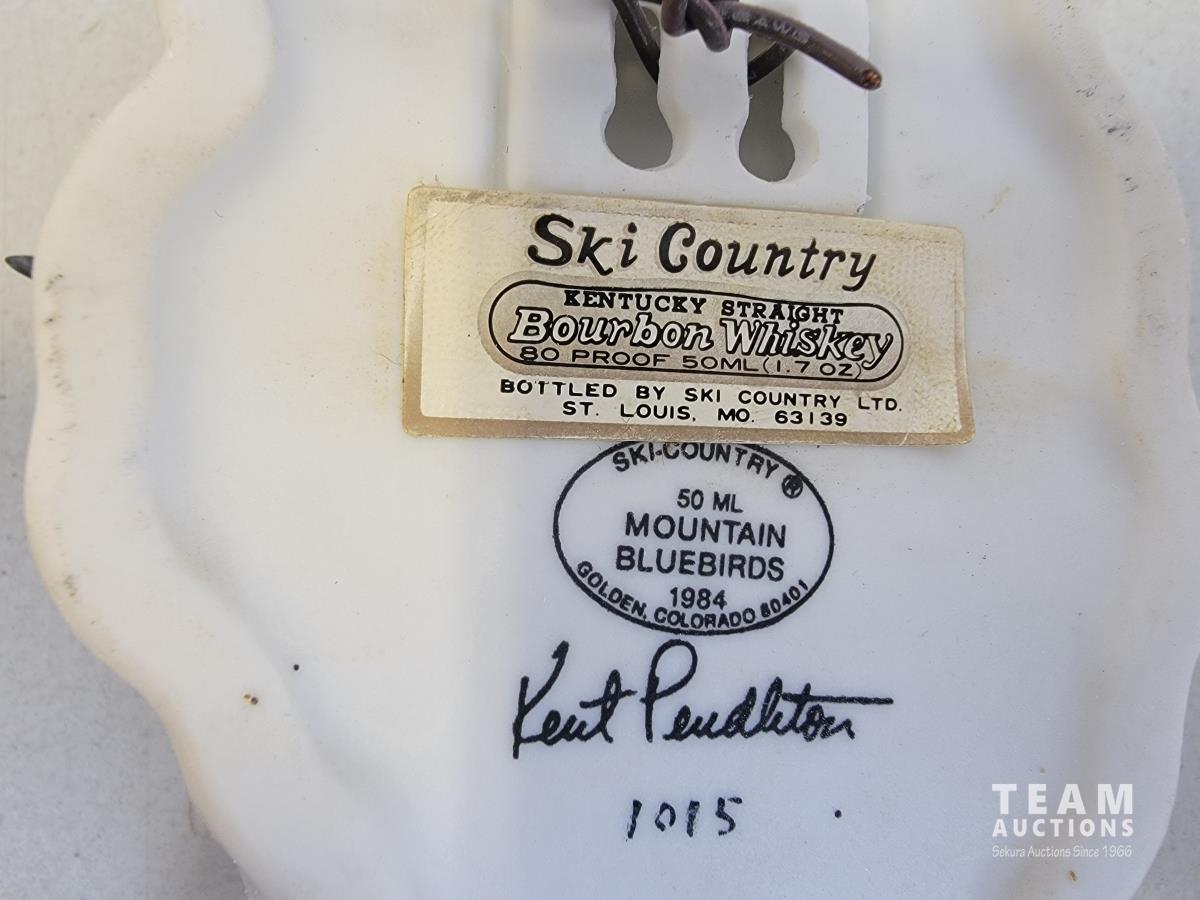 Ski Country
KENTUCKY STRAIGHT
Bourbon Whiskey
80 PROOF 50ML (1.7 OZ)
BOTTLED BY SKI COUNTRY LTD.
ST. LOUIS, MO. 63139
SKI-COUNTRY®
50 ML
MOUNTAIN
BLUEBIRDS
1984
GOLDEN, COLORADO 80401
Kent Pendleton
1015
TEAM
AUCTIONS
Sekura Auctions Since 1966